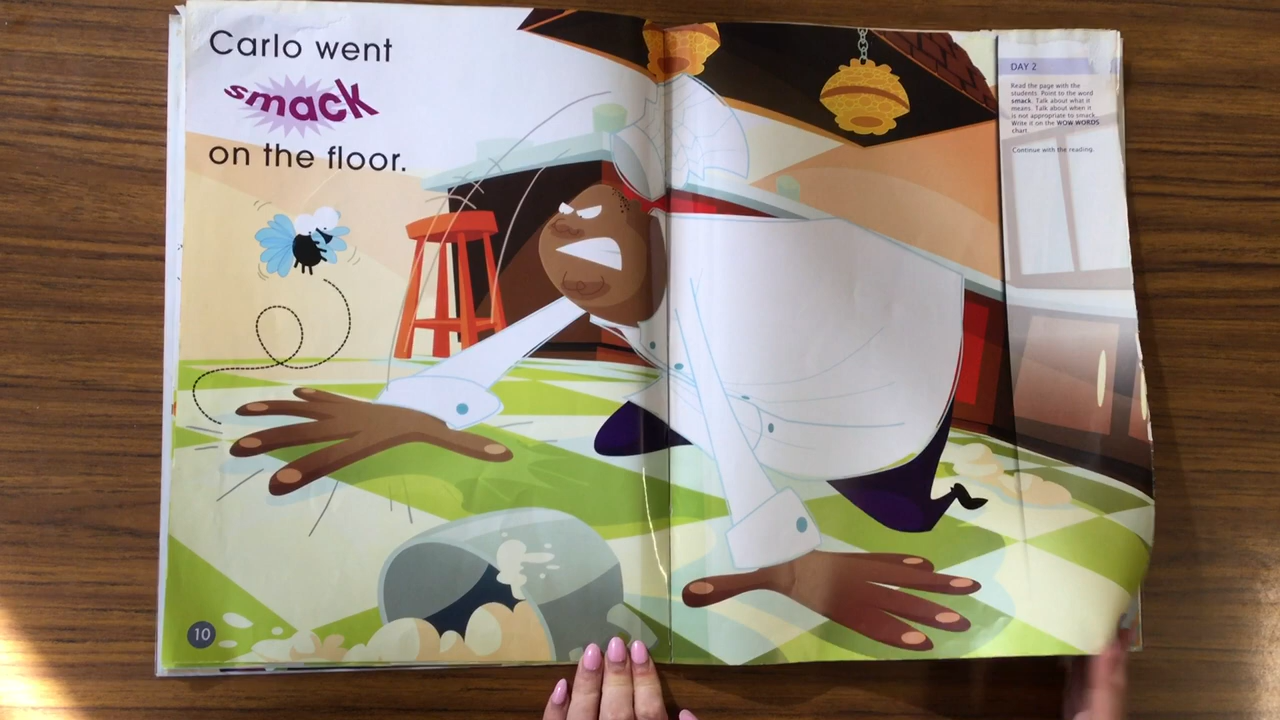 Carlo went
smack
on the floor.
10
DAY 2
Read the page with the
students. Point to the word
smack. Talk about what it
means. Talk about when it
is not appropriate to smack.
Write it on the WOW WORDS
chart.
Continue with the reading.